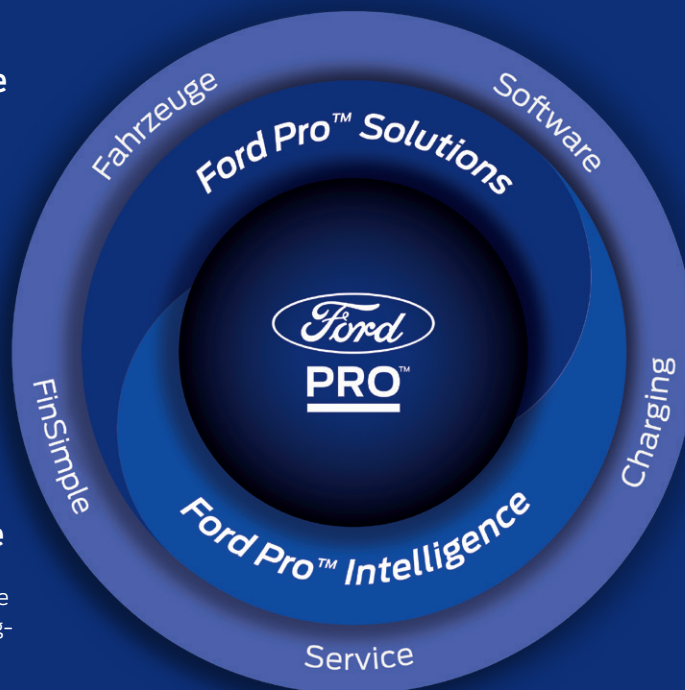 e
Fahrzeuge
Software
Ford Pro™ Solutions
Ford
PRO™
FinSimple
Charging
Ford Pro™ Intelligence
e
e
g-
Service